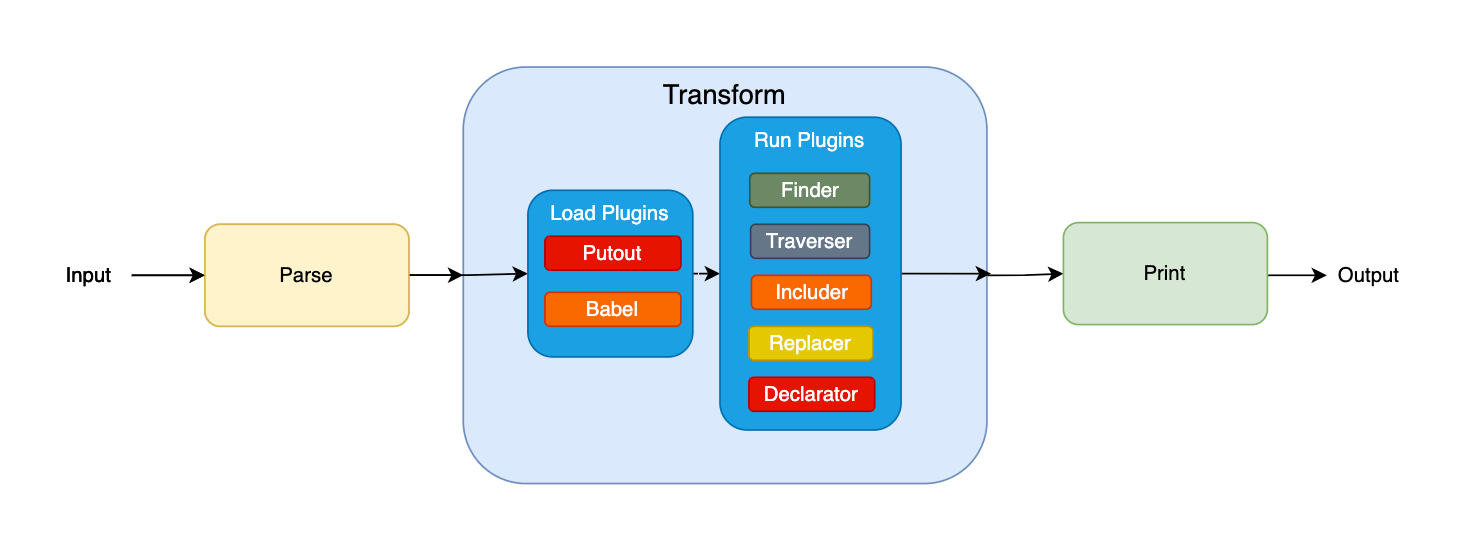 Transform
Run Plugins
Finder
Load Plugins
Traverser
Putout
Input
Parse
Includer
Print
Output
Babel
Replacer
Declarator